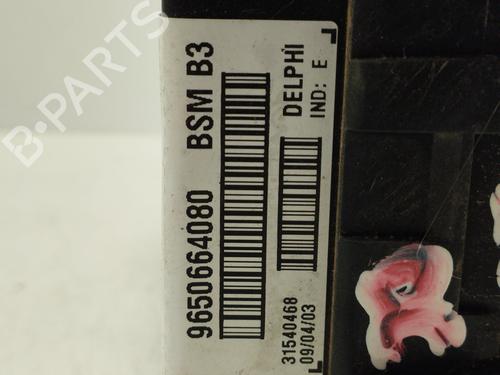 9650664080 BSM B3
DELPHI
IND: E
31540468
09/04/03
B-PARTS